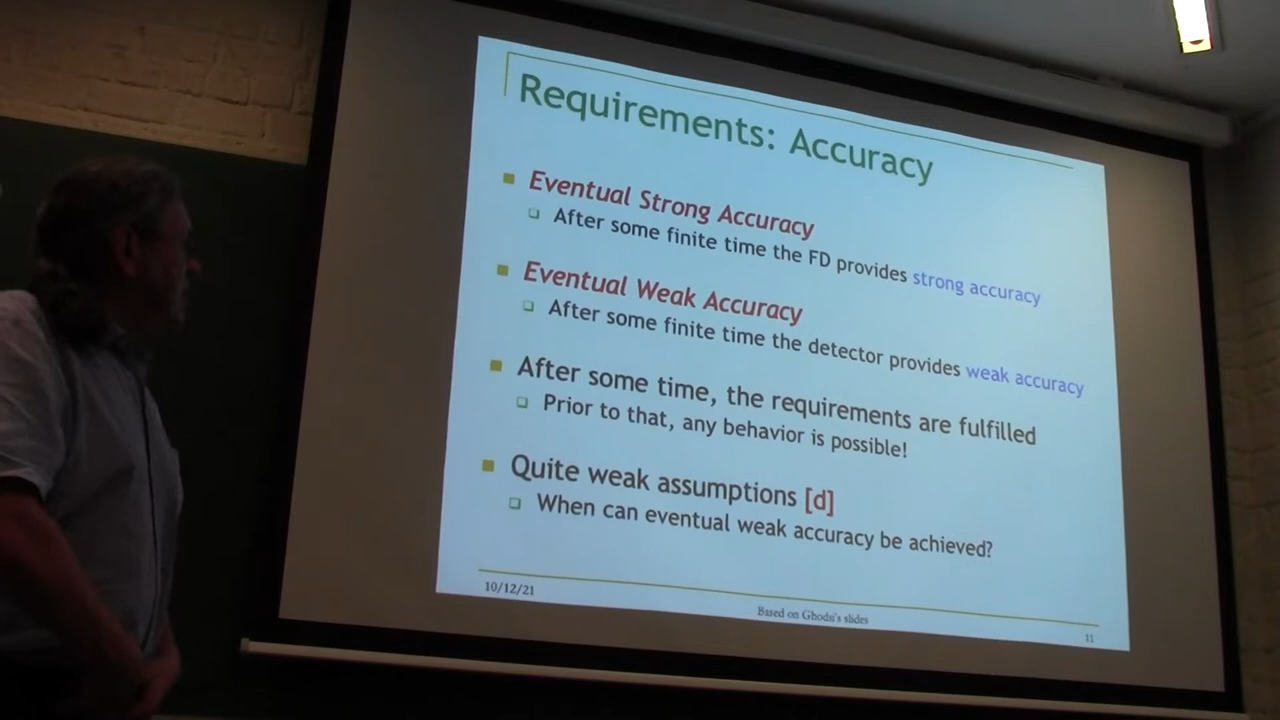 Requirements: Accuracy
Eventual Strong Accuracy
After some finite time the FD provides strong accuracy
Eventual Weak Accuracy
After some finite time the detector provides weak accuracy
After some time, the requirements are fulfilled
Prior to that, any behavior is possible!
Quite weak assumptions [d]
When can eventual weak accuracy be achieved?
10/12/21
Based on Ghodsi's slides
11